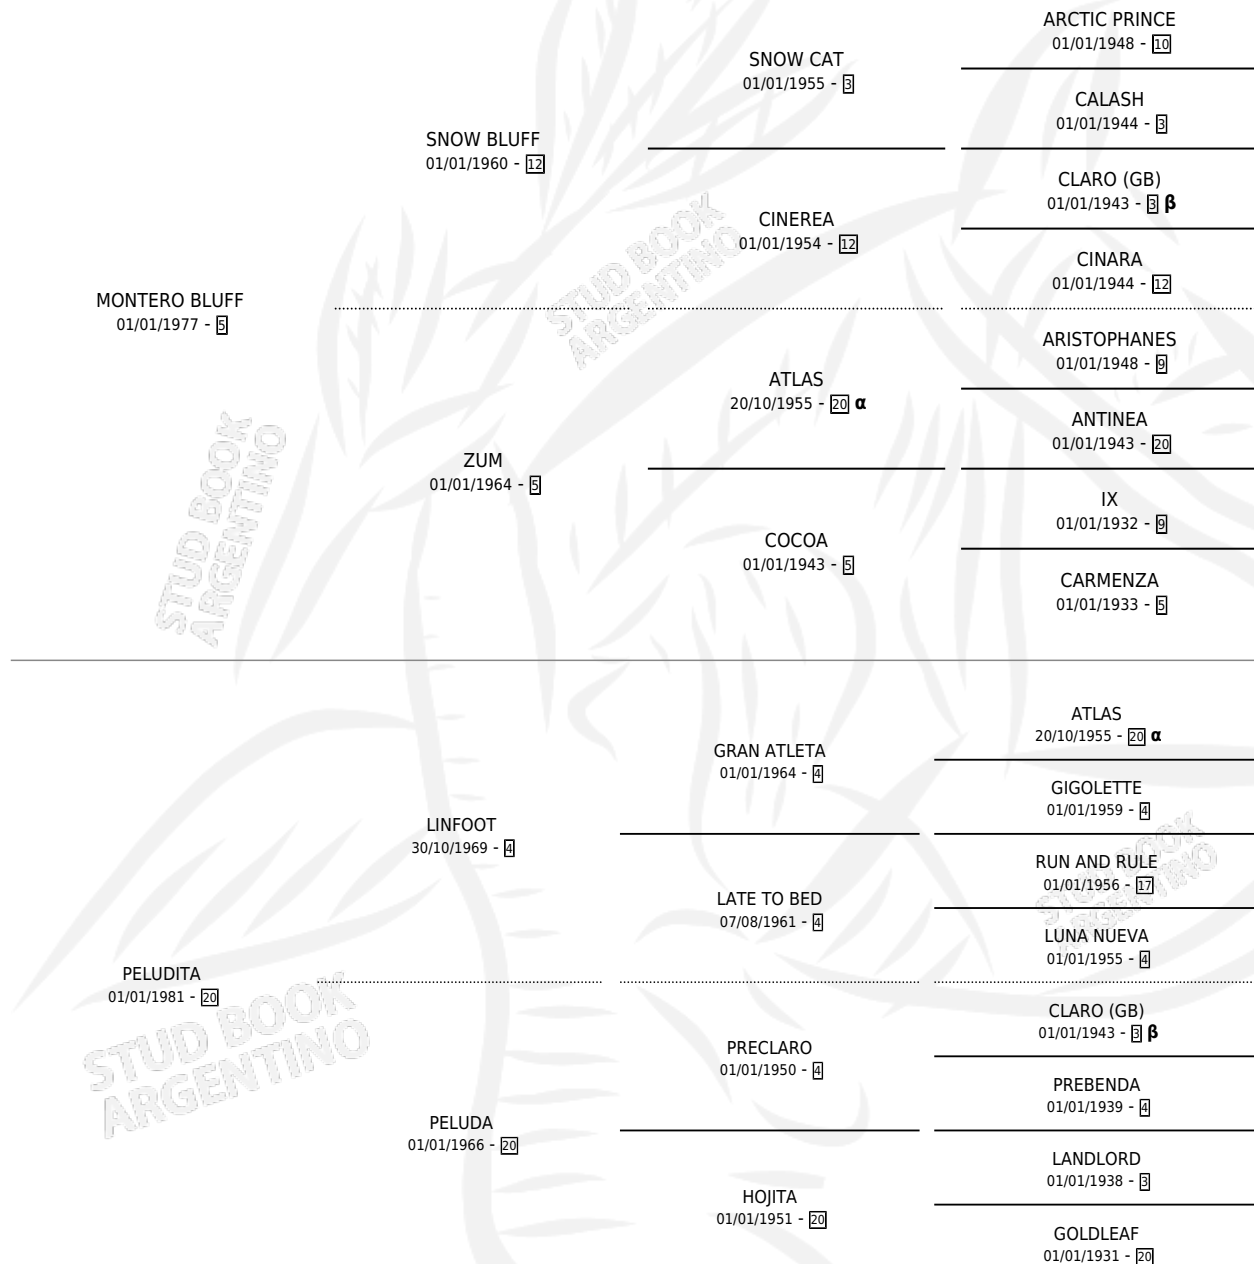 ARCTIC PRINCE
01/01/1948 - 10
SNOW CAT
01/01/1955 - 3
CALASH
01/01/1944 - 3
SNOW BLUFF
01/01/1960 - 12
CLARO (GB)
01/01/1943 - 3 β
CINEREA
01/01/1954 - 12
CINARA
01/01/1944 - 12
STUD BOOK
ARGENTINO
MONTERO BLUFF
01/01/1977 - 5
ARISTOPHANES
01/01/1948 - 9
ATLAS
20/10/1955 - 20 α
ANTINEA
01/01/1943 - 20
ZUM
01/01/1964 - 5
IX
01/01/1932 - 9
COCOA
01/01/1943 - 5
CARMENZA
01/01/1933 - 5
STUD BOOK
ARGENTINO
ATLAS
20/10/1955 - 20 α
GRAN ATLETA
01/01/1964 - 4
GIGOLETTE
01/01/1959 - 4
LINFOOT
30/10/1969 - 4
RUN AND RULE
01/01/1956 - 17
LATE TO BED
07/08/1961 - 4
LUNA NUEVA
01/01/1955 - 4
STUD BOOK
ARGENTINO
PELUDITA
01/01/1981 - 20
CLARO (GB)
01/01/1943 - 3 β
PRECLARO
01/01/1950 - 4
PREBENDA
01/01/1939 - 4
STUD BOOK
ARGENTINO
PELUDA
01/01/1966 - 20
LANDLORD
01/01/1938 - 3
HOJITA
01/01/1951 - 20
GOLDLEAF
01/01/1931 - 20